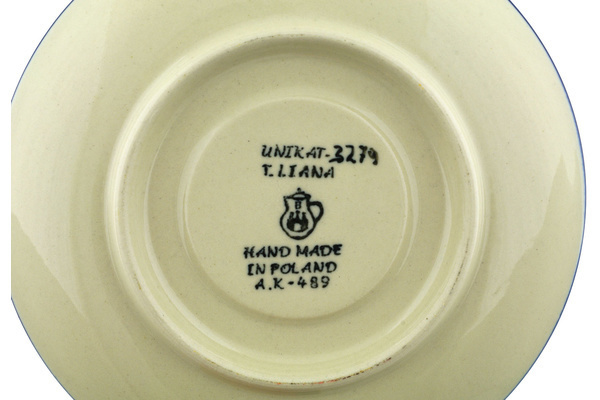 UNIKAT-3279
T.LIANA
B
HAND MADE
IN POLAND
A.K-489